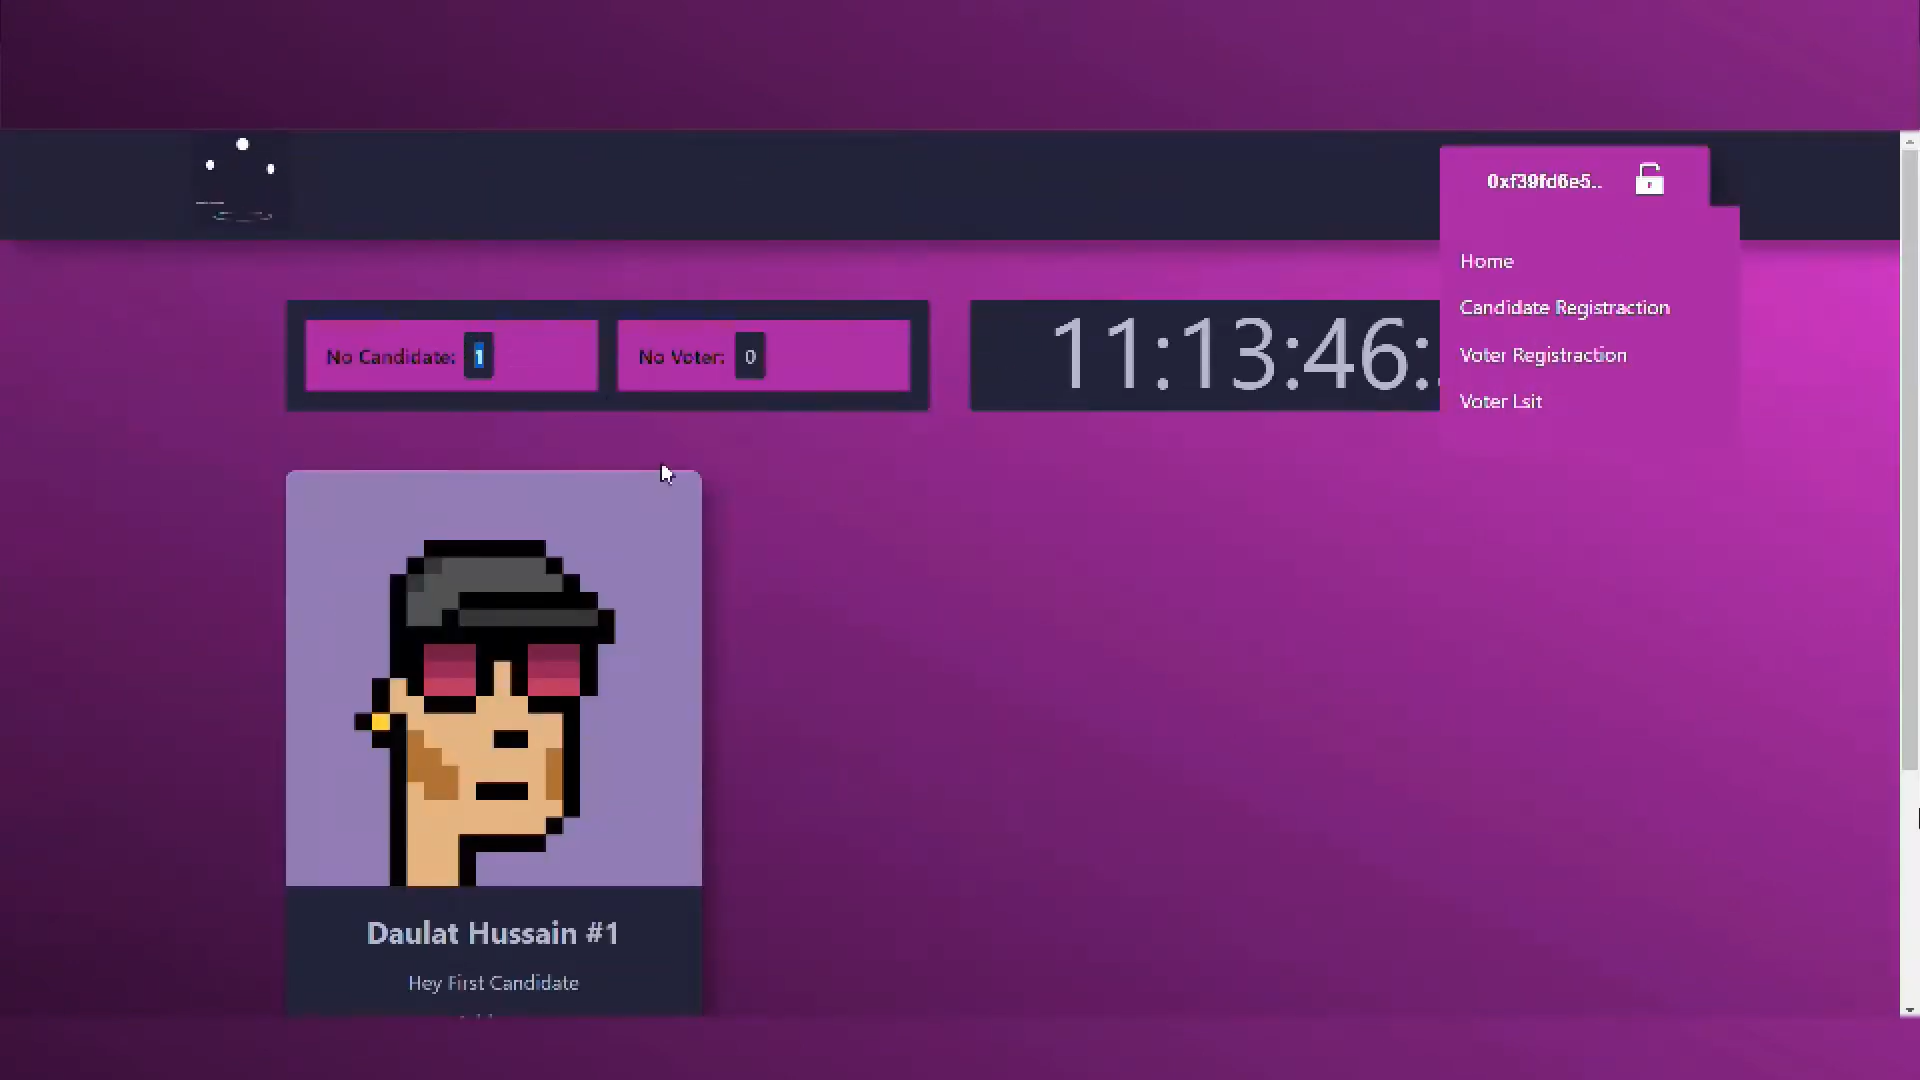 0xf39fd6e5..
Home
Candidate Registraction
Voter Registraction
Voter Lsit
No Candidate: 1
No Voter: 0
11:13:46:
Daulat Hussain #1
Hey First Candidate